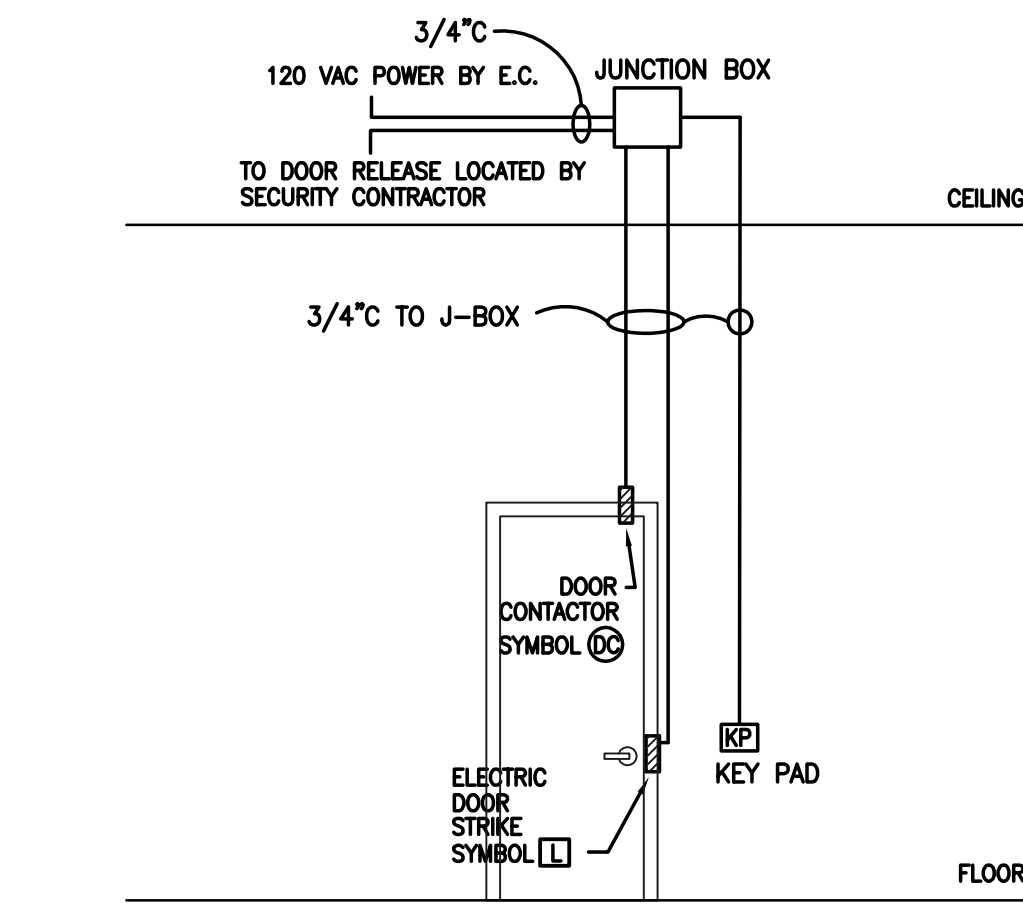 3/4"C
120 VAC POWER BY E.C.
JUNCTION BOX
TO DOOR RELEASE LOCATED BY
SECURITY CONTRACTOR
CEILING
3/4"C TO J-BOX
DOOR
CONTACTOR
SYMBOL DC
KP
KEY PAD
ELECTRIC
DOOR
STRIKE
SYMBOL L
FLOOR